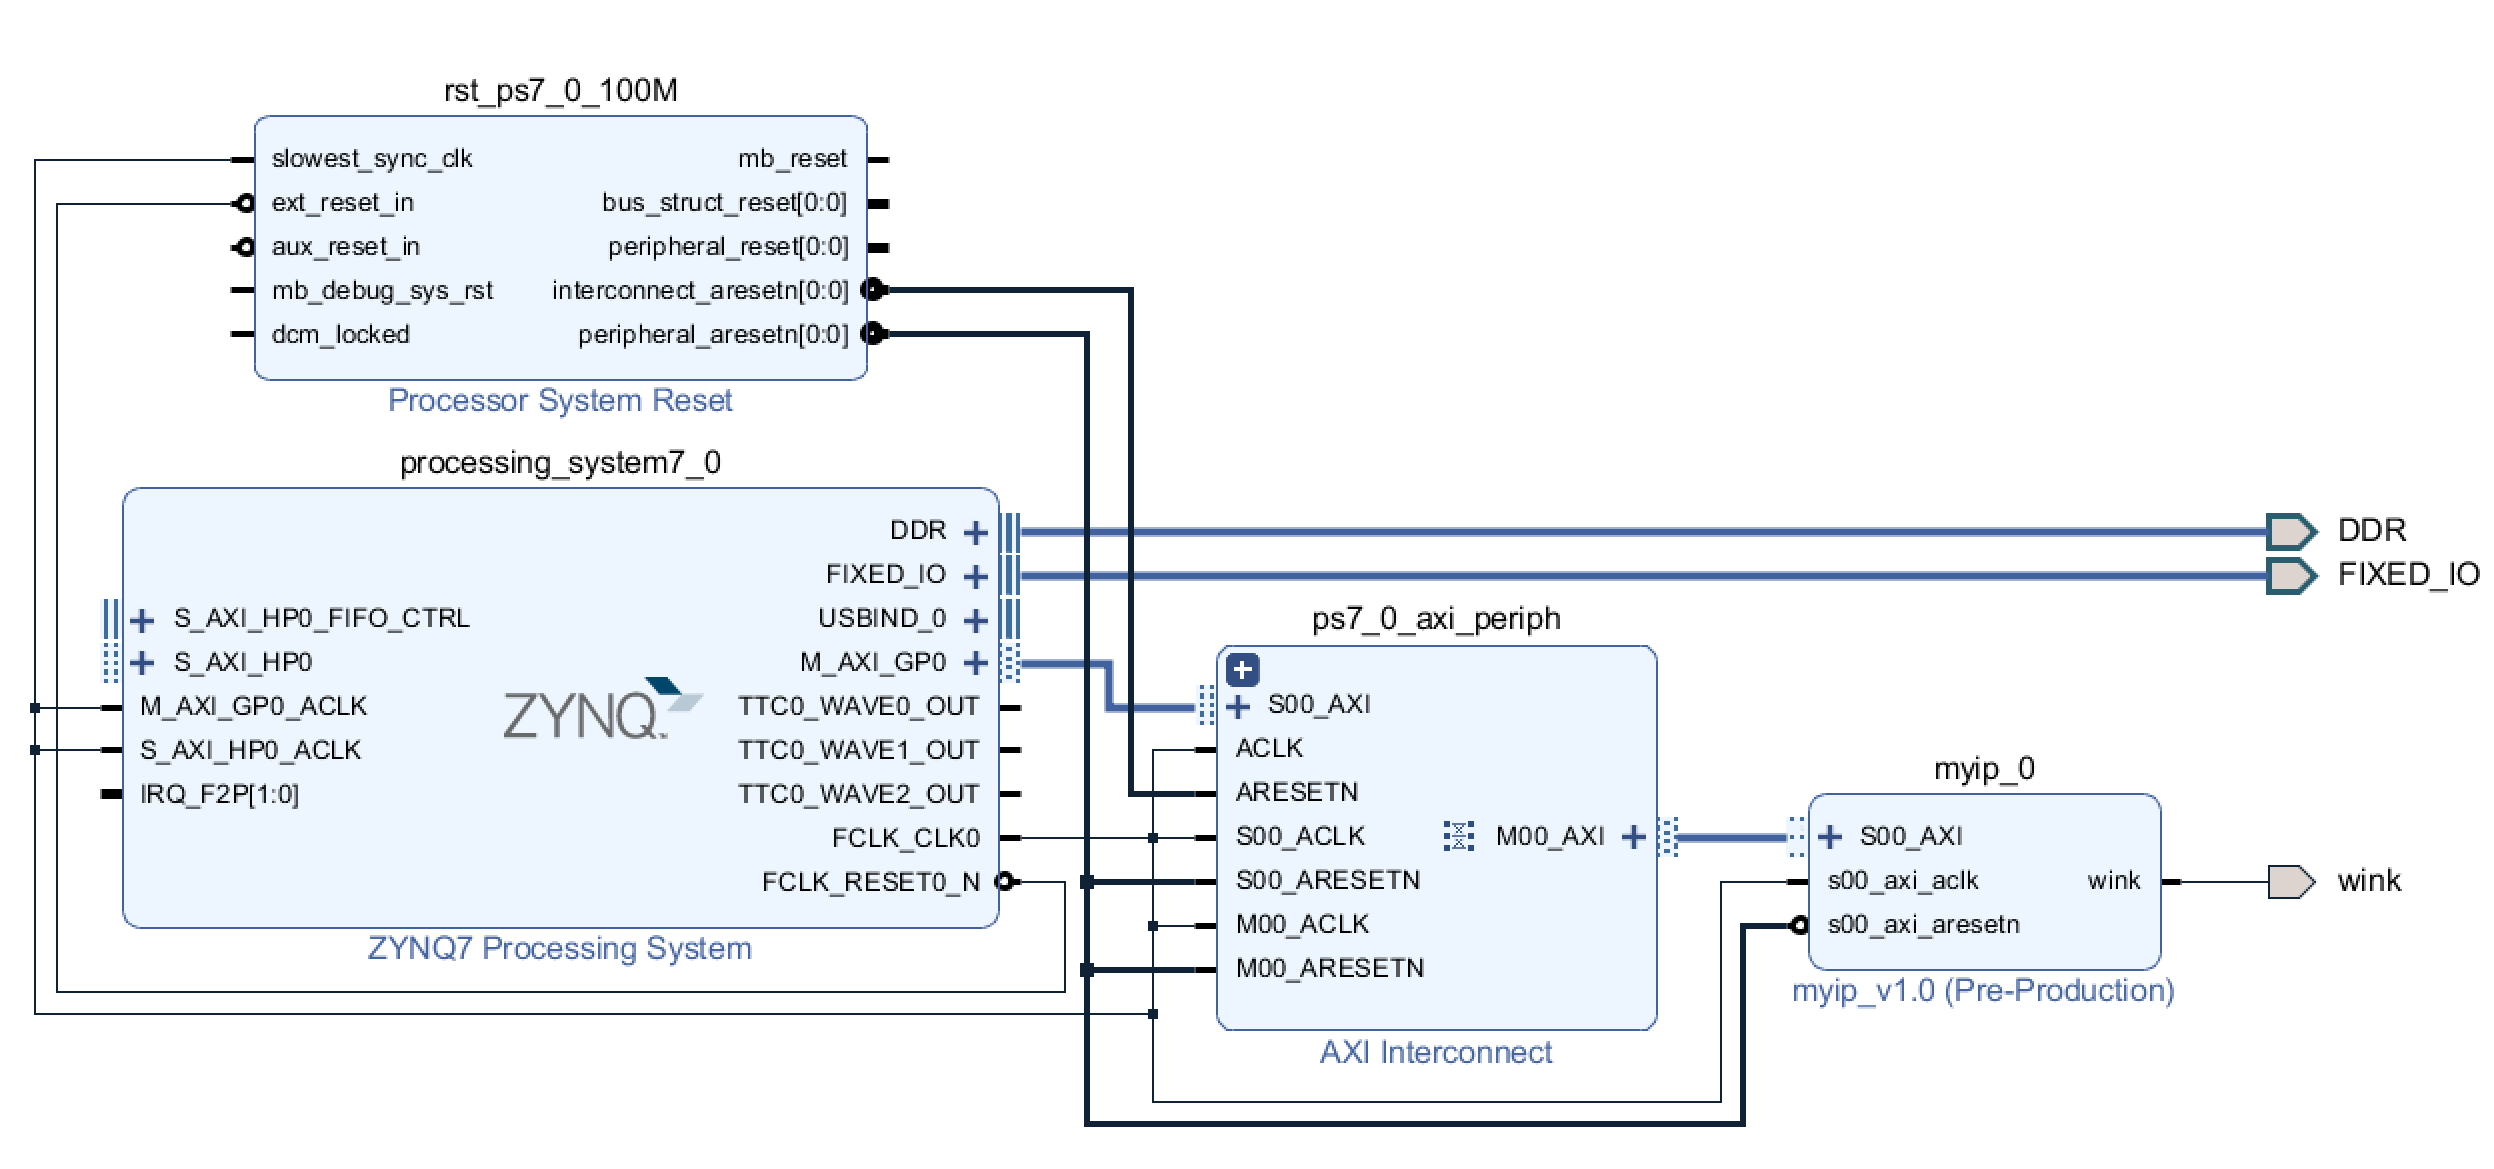 rst_ps7_0_100M
slowest_sync_clk
mb_reset
ext_reset_in
bus_struct_reset[0:0]
aux_reset_in
peripheral_reset[0:0]
mb_debug_sys_rst
interconnect_aresetn[0:0]
dcm_locked
peripheral_aresetn[0:0]
Processor System Reset
processing_system7_0
DDR
FIXED_IO
S_AXI_HP0_FIFO_CTRL
USBIND_0
S_AXI_HP0
M_AXI_GP0
M_AXI_GP0_ACLK
ZYNQ
TTC0_WAVE0_OUT
S_AXI_HP0_ACLK
TTC0_WAVE1_OUT
IRQ_F2P[1:0]
TTC0_WAVE2_OUT
FCLK_CLK0
FCLK_RESET0_N
ZYNQ7 Processing System
ps7_0_axi_periph
S00_AXI
ACLK
ARESETN
S00_ACLK
M00_AXI
S00_ARESETN
M00_ACLK
M00_ARESETN
AXI Interconnect
myip_0
S00_AXI
s00_axi_aclk
wink
s00_axi_aresetn
myip_v1.0 (Pre-Production)
DDR
FIXED_IO
wink